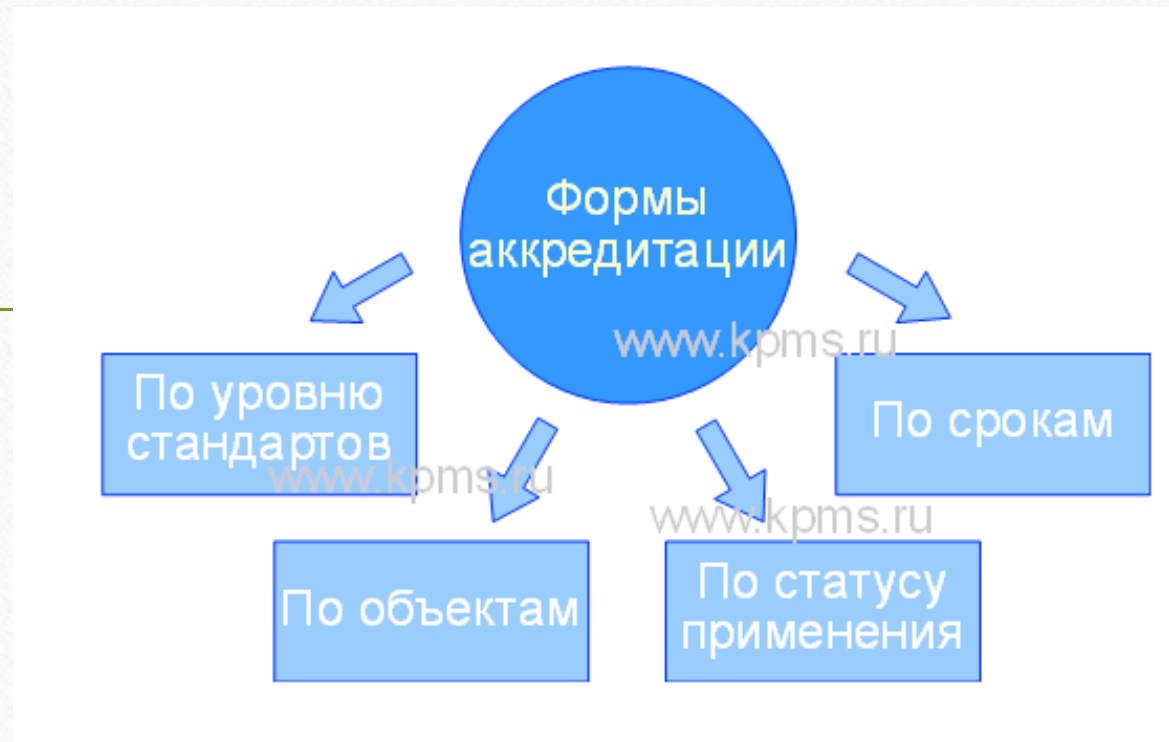 Формы
аккредитации
www.kpms.ru
По уровню
стандартов
По срокам
www.kpms.ru
www.kpms.ru
По объектам
По статусу
применения